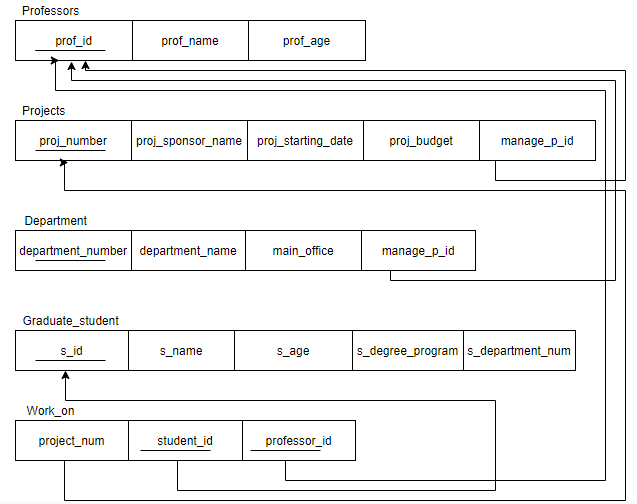 Professors
prof_id prof_name prof_age
Projects
proj_number proj_sponsor_name proj_starting_date proj_budget manage_p_id
Department
department_number department_name main_office manage_p_id
Graduate_student
s_id s_name s_age s_degree_program s_department_num
Work_on
project_num student_id professor_id